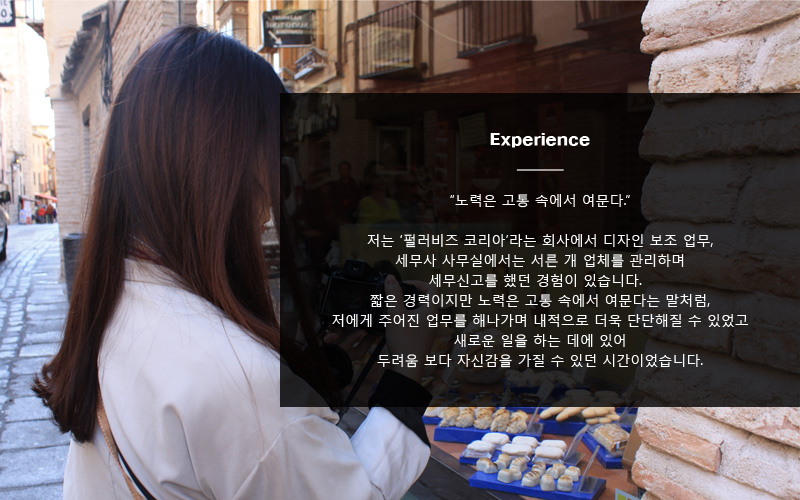 Experience
“노력은 고통 속에서 여문다.”
저는 ‘펄러비즈 코리아’라는 회사에서 디자인 보조 업무,
세무사 사무실에서는 서른 개 업체를 관리하며
세무신고를 했던 경험이 있습니다.
짧은 경력이지만 노력은 고통 속에서 여문다는 말처럼,
저에게 주어진 업무를 해나가며 내적으로 더욱 단단해질 수 있었고
새로운 일을 하는 데에 있어
두려움 보다 자신감을 가질 수 있던 시간이었습니다.